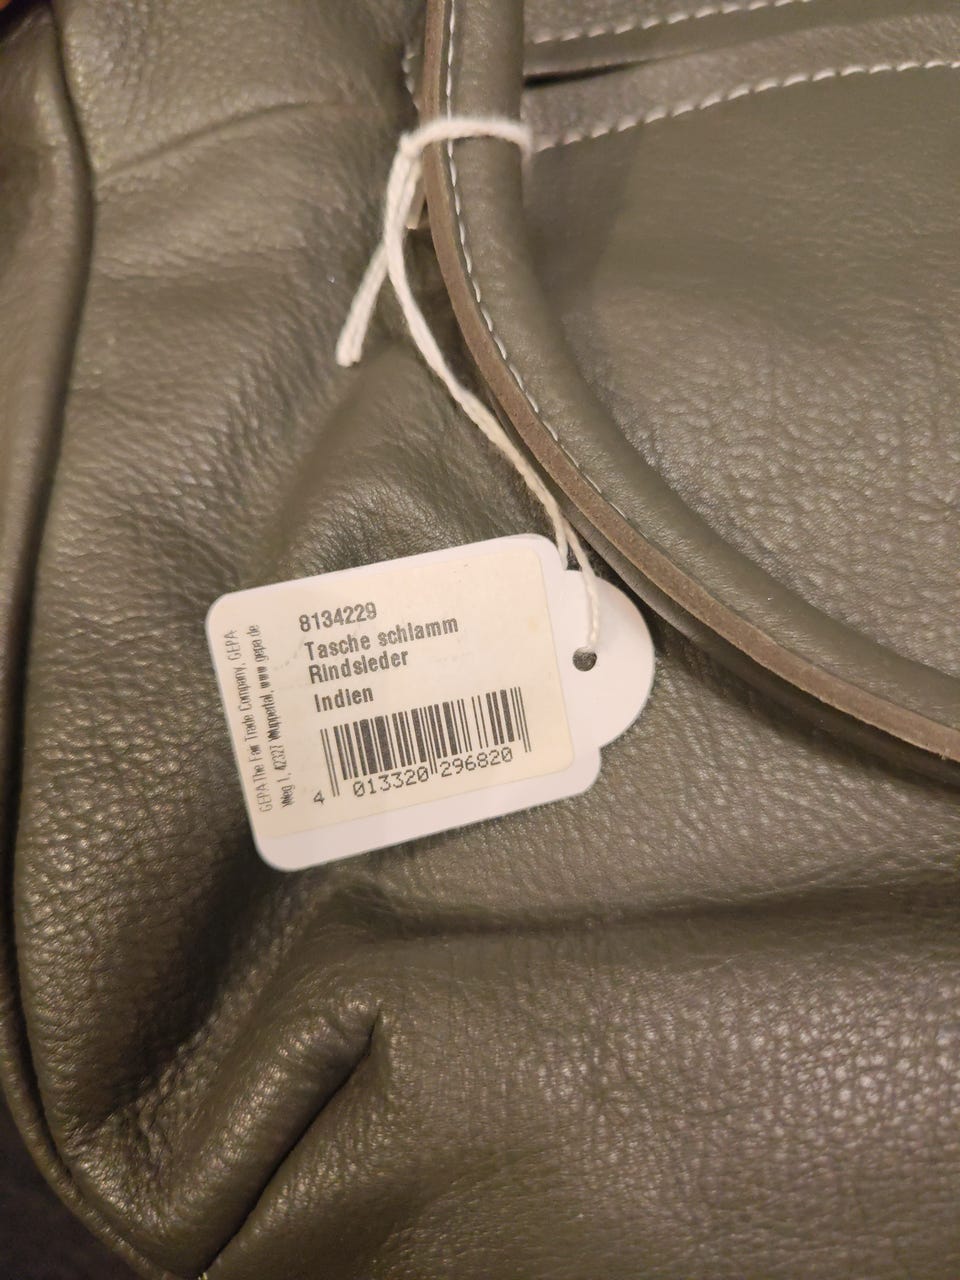 8134229
Tasche schlamm
Rindsleder
Indien
4 013320 296820
GEPA The Fair Trade Company, GEPA
Weg 1, 42327 Wuppertal, www.gepa.de